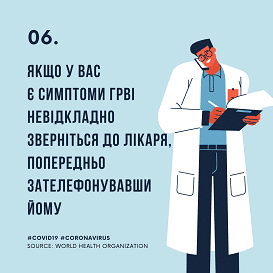 06.
ЯКЩО У ВАС
Є СИМПТОМИ ГРВІ
НЕВІДКЛАДНО
ЗВЕРНІТЬСЯ ДО ЛІКАРЯ,
ПОПЕРЕДНЬО
ЗАТЕЛЕФОНУВАВШИ
ЙОМУ
#COVID19 #CORONAVIRUS
SOURCE: WORLD HEALTH ORGANIZATION